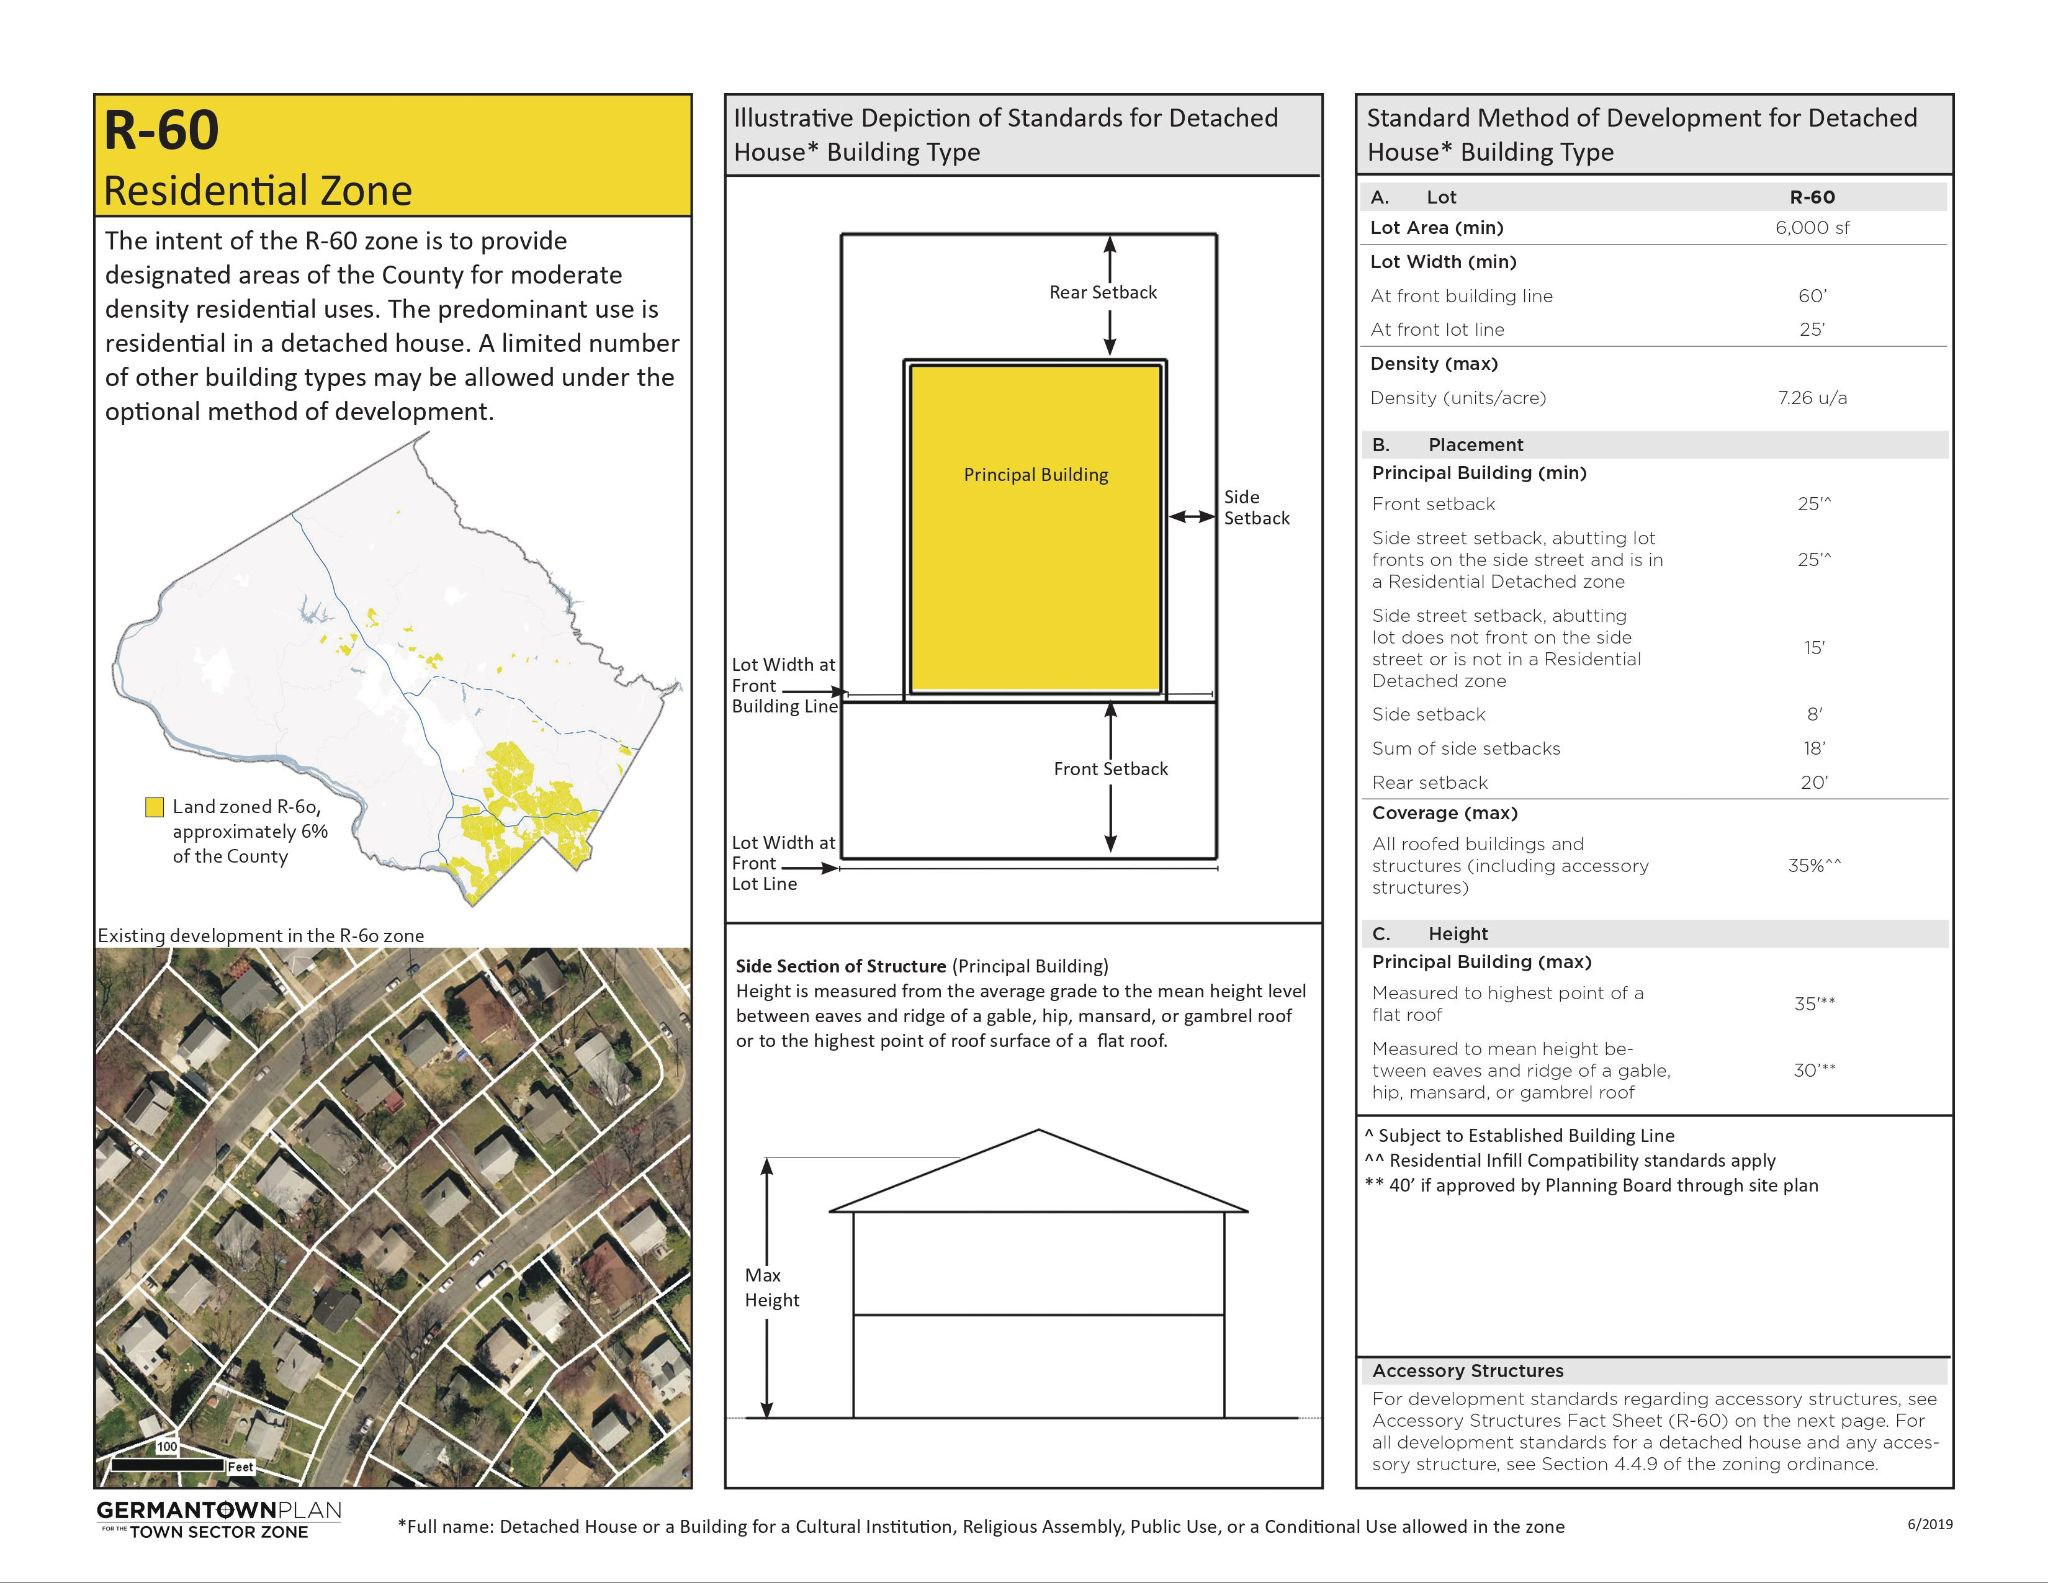 R-60
Residential Zone
The intent of the R-60 zone is to provide
designated areas of the County for moderate
density residential uses. The predominant use is
residential in a detached house. A limited number
of other building types may be allowed under the
optional method of development.
Land zoned R-60,
approximately 6%
of the County
Existing development in the R-60 zone
100
Feet
Illustrative Depiction of Standards for Detached
House* Building Type
Rear Setback
Principal Building
Side
Setback
Lot Width at
Front
Building Line
Front Setback
Lot Width at
Front
Lot Line
Side Section of Structure (Principal Building)
Height is measured from the average grade to the mean height level
between eaves and ridge of a gable, hip, mansard, or gambrel roof
or to the highest point of roof surface of a flat roof.
Max
Height
Standard Method of Development for Detached
House* Building Type
A. Lot R-60
Lot Area (min) 6,000 sf
Lot Width (min)
At front building line 60'
At front lot line 25'
Density (max)
Density (units/acre) 7.26 u/a
B. Placement
Principal Building (min)
Front setback 25'^
Side street setback, abutting lot
fronts on the side street and is in 25'^
a Residential Detached zone
Side street setback, abutting
lot does not front on the side
street or is not in a Residential 15'
Detached zone
Side setback 8'
Sum of side setbacks 18'
Rear setback 20'
Coverage (max)
All roofed buildings and
structures (including accessory 35%^^
structures)
C. Height
Principal Building (max)
Measured to highest point of a 35'**
flat roof
Measured to mean height be-
tween eaves and ridge of a gable, 30'**
hip, mansard, or gambrel roof
^ Subject to Established Building Line
^^ Residential Infill Compatibility standards apply
** 40' if approved by Planning Board through site plan
Accessory Structures
For development standards regarding accessory structures, see
Accessory Structures Fact Sheet (R-60) on the next page. For
all development standards for a detached house and any acces-
sory structure, see Section 4.4.9 of the zoning ordinance.
GERMANTOWNPLAN
FOR THE TOWN SECTOR ZONE
*Full name: Detached House or a Building for a Cultural Institution, Religious Assembly, Public Use, or a Conditional Use allowed in the zone
6/2019